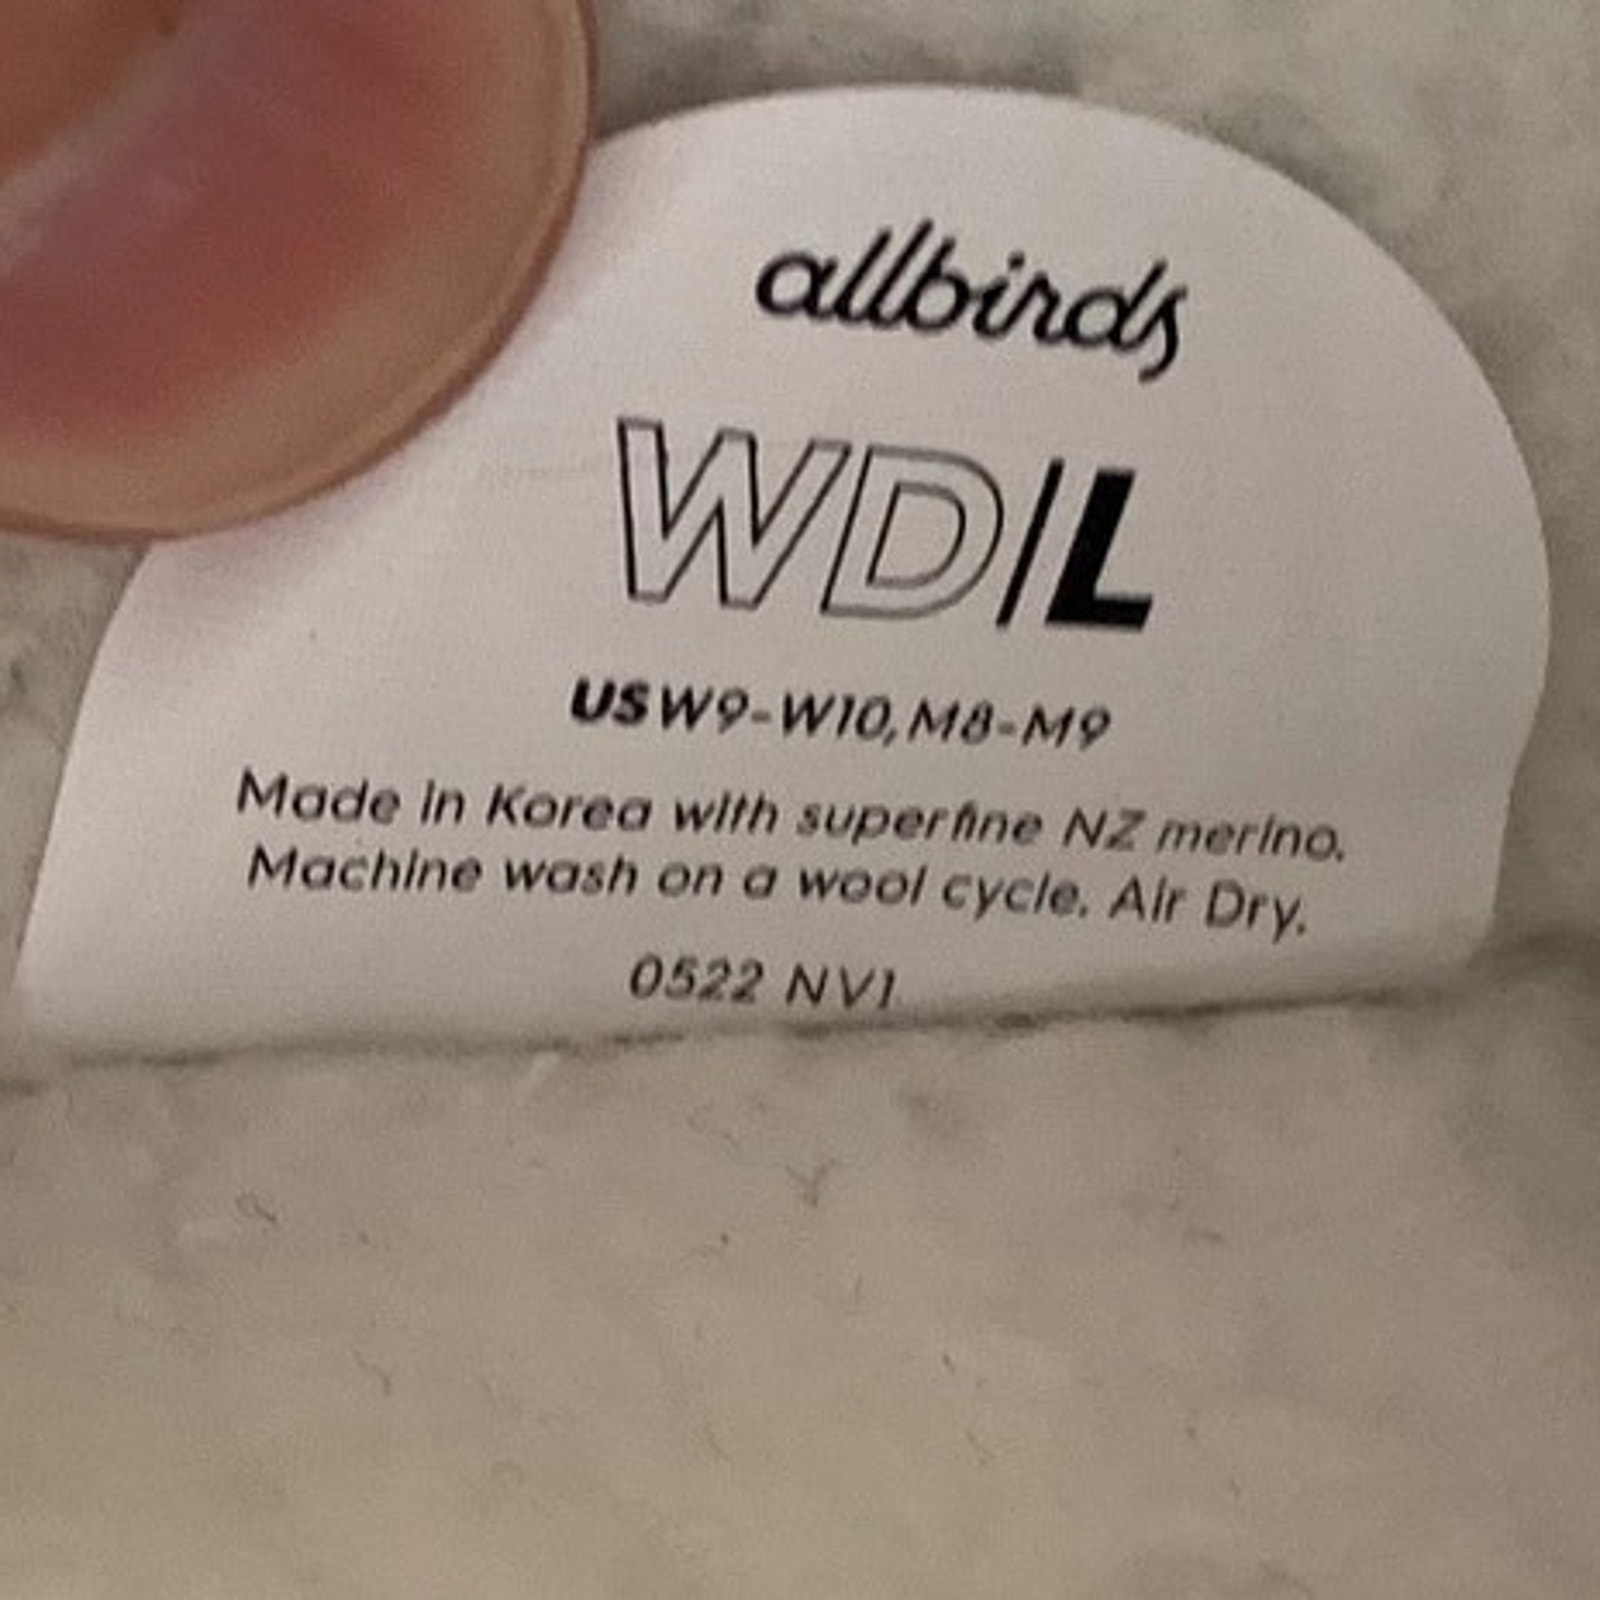 allbirds
WD/L
US W9-W10, M8-M9
Made in Korea with superfine NZ merino.
Machine wash on a wool cycle. Air Dry.
0522 NV1